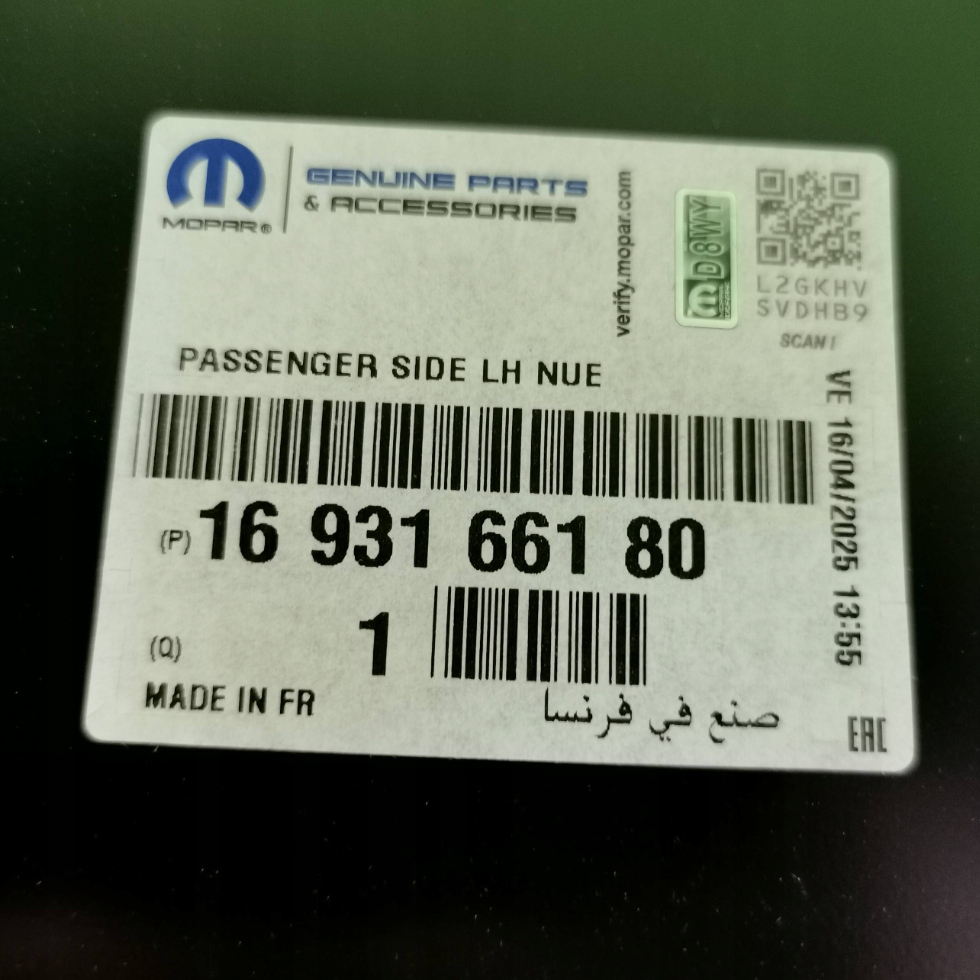 MOPAR®
GENUINE PARTS
& ACCESSORIES
verify.mopar.com
D8WY
L2GKHV
SVDHB9
SCAN!
PASSENGER SIDE LH NUE
VE 16/04/2025 13:55
(P) 16 931 661 80
(Q) 1
MADE IN FR
صنع في فرنسا
EAC